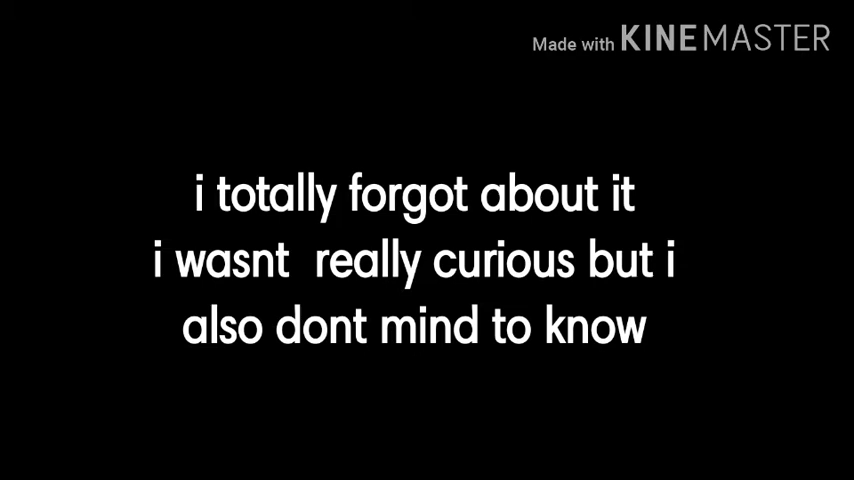 Made with KINEMASTER
i totally forgot about it
i wasnt  really curious but i
also dont mind to know